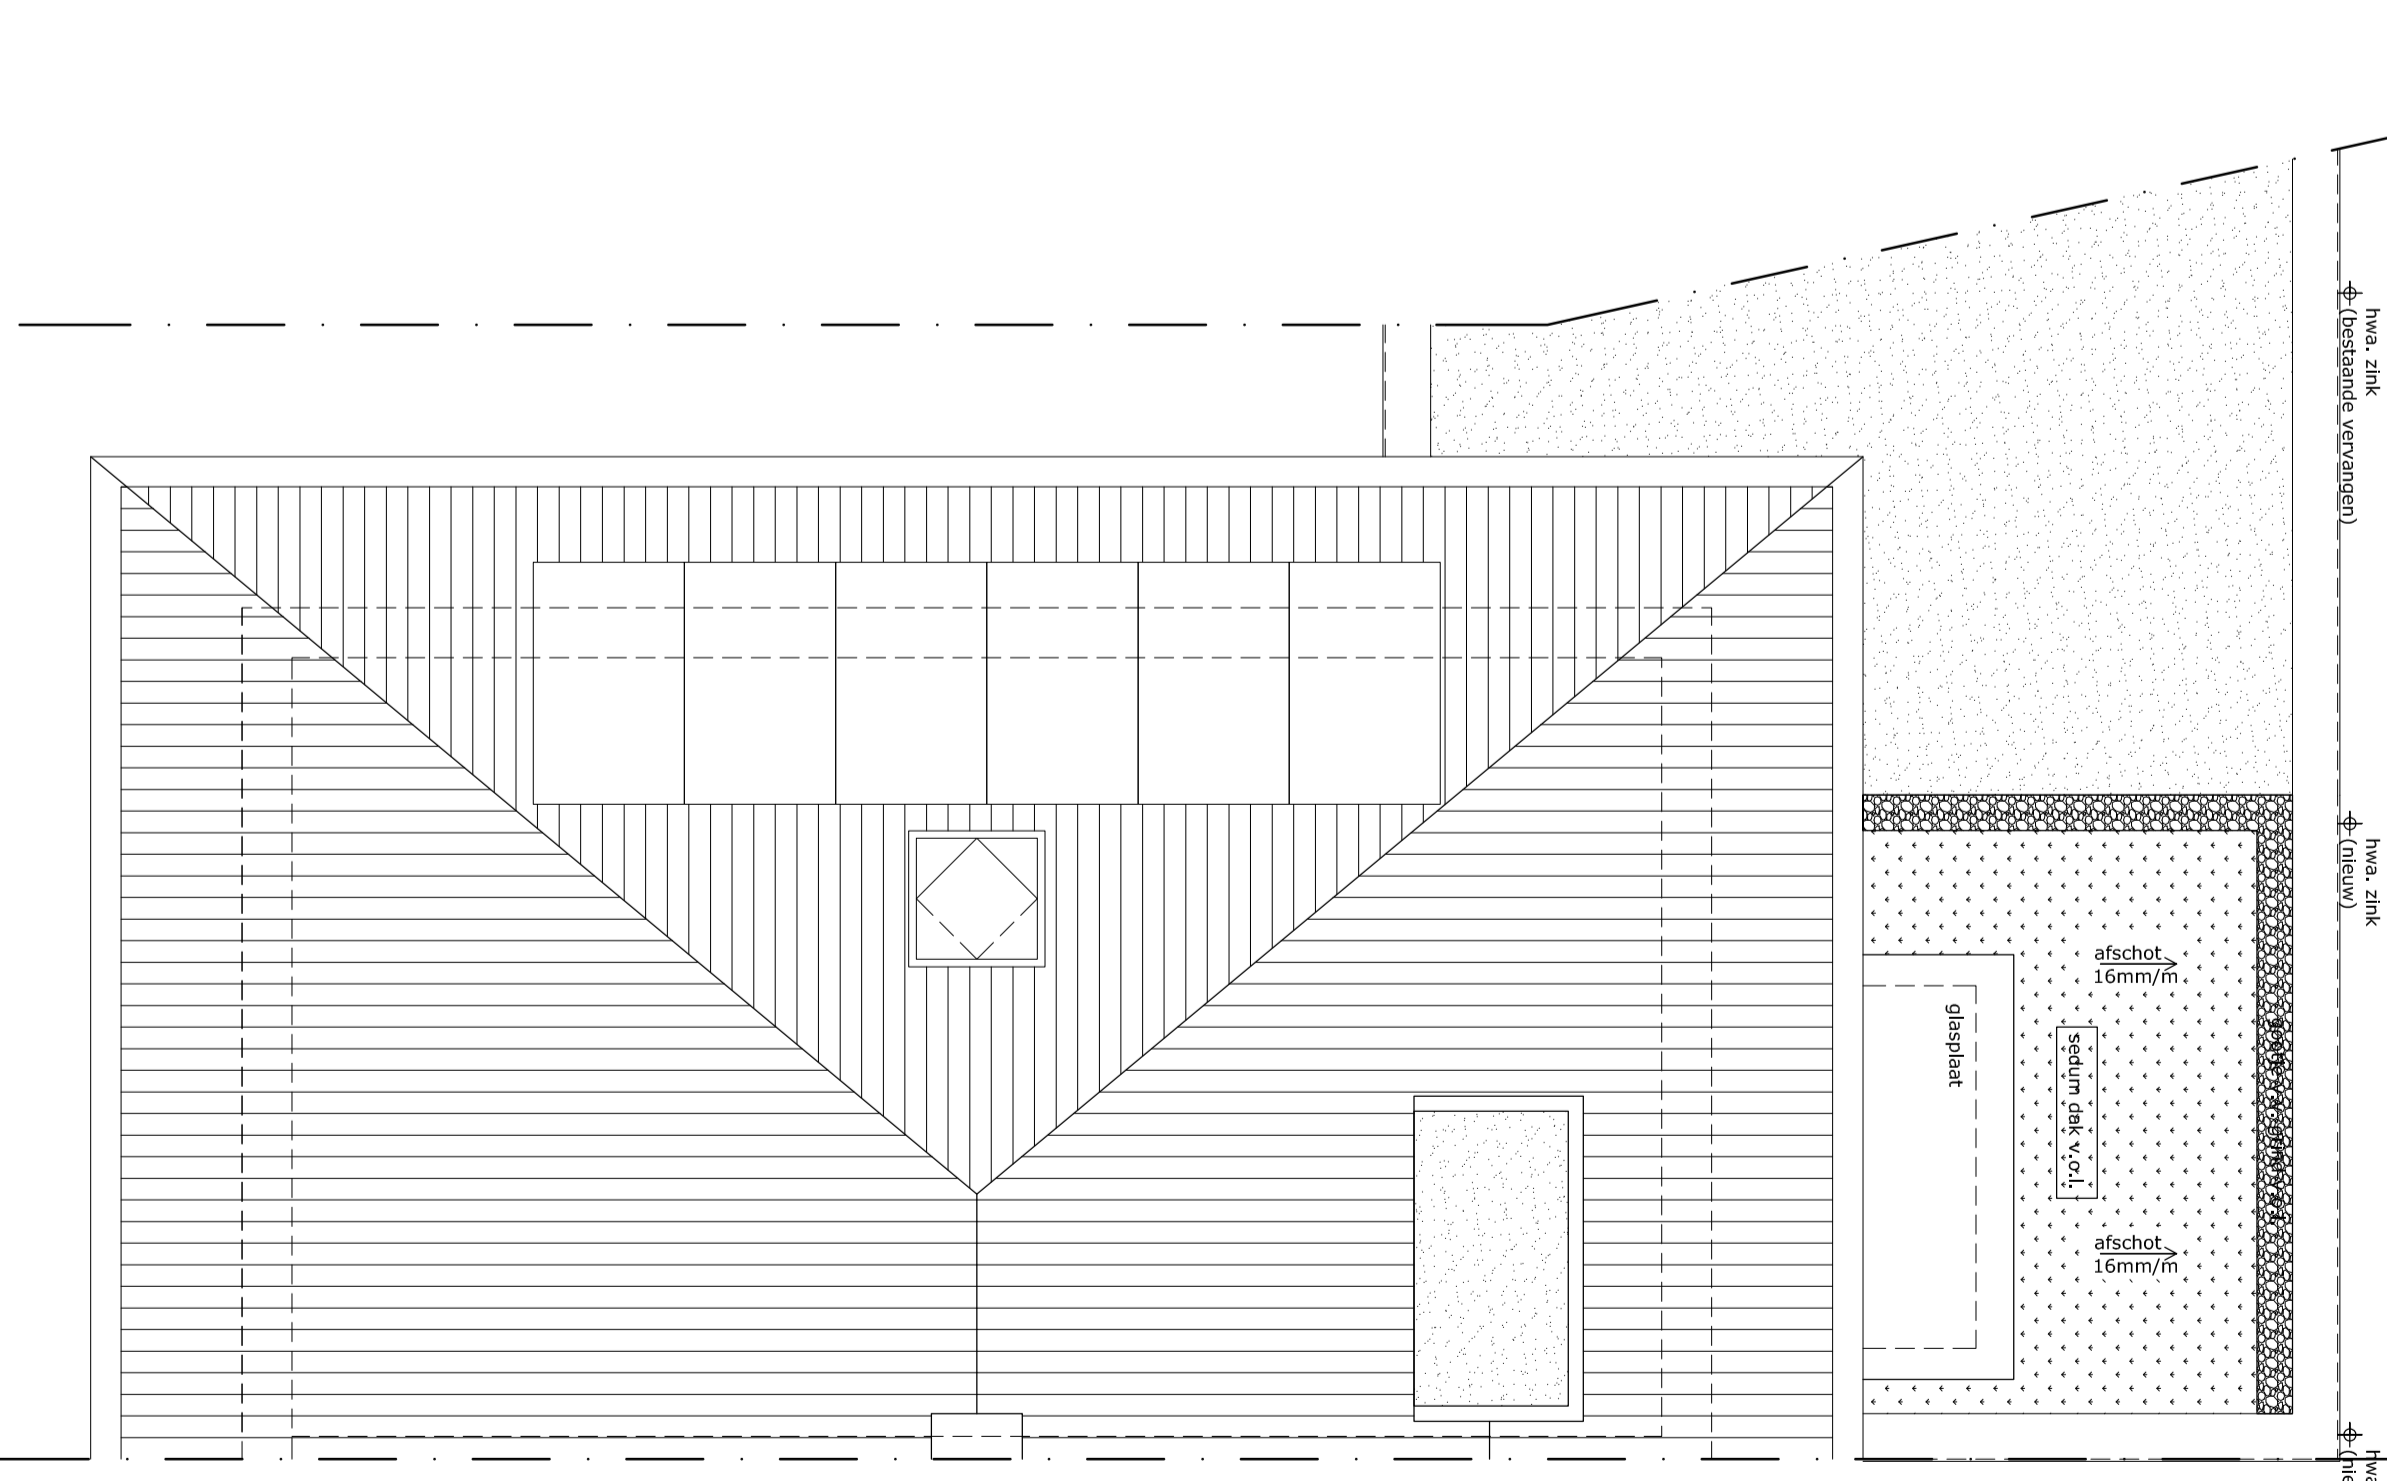 hwa. zink
(bestaande vervangen)
hwa. zink
(nieuw)
afschot
16mm/m
glasplaat
sedum dak v.o.l.
afschot
16mm/m